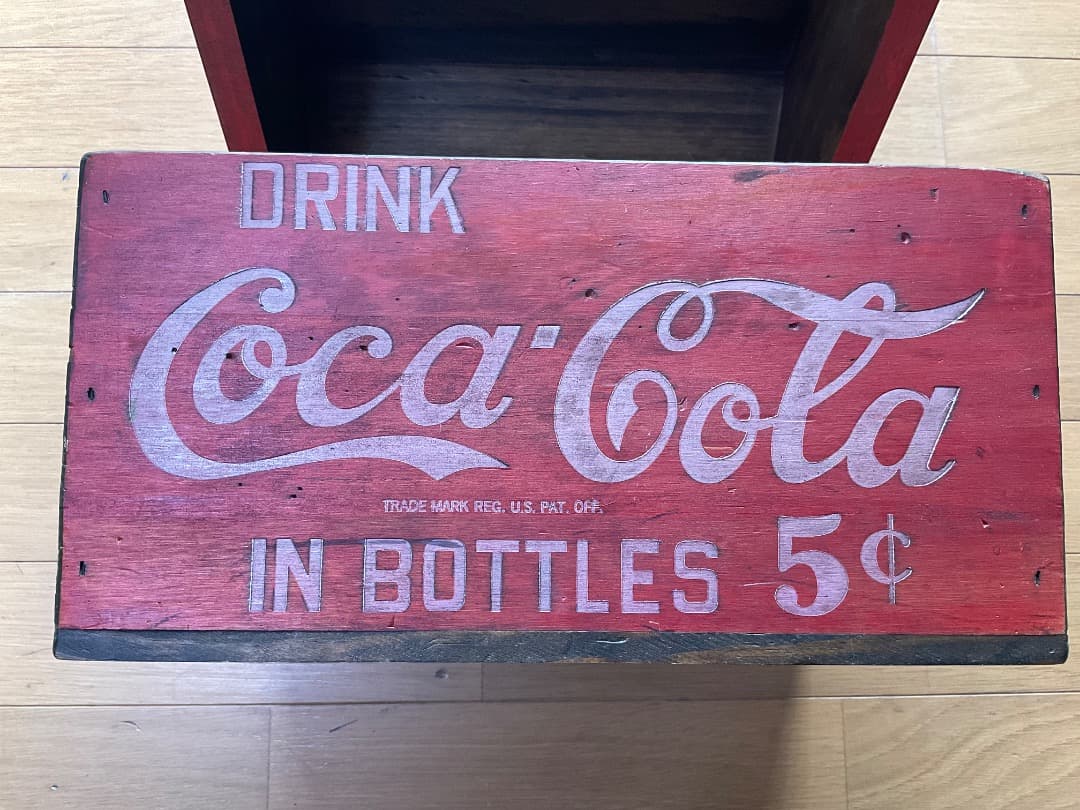 DRINK
Coca-Cola
TRADE MARK REG. U.S. PAT. OFF.
IN BOTTLES 5¢